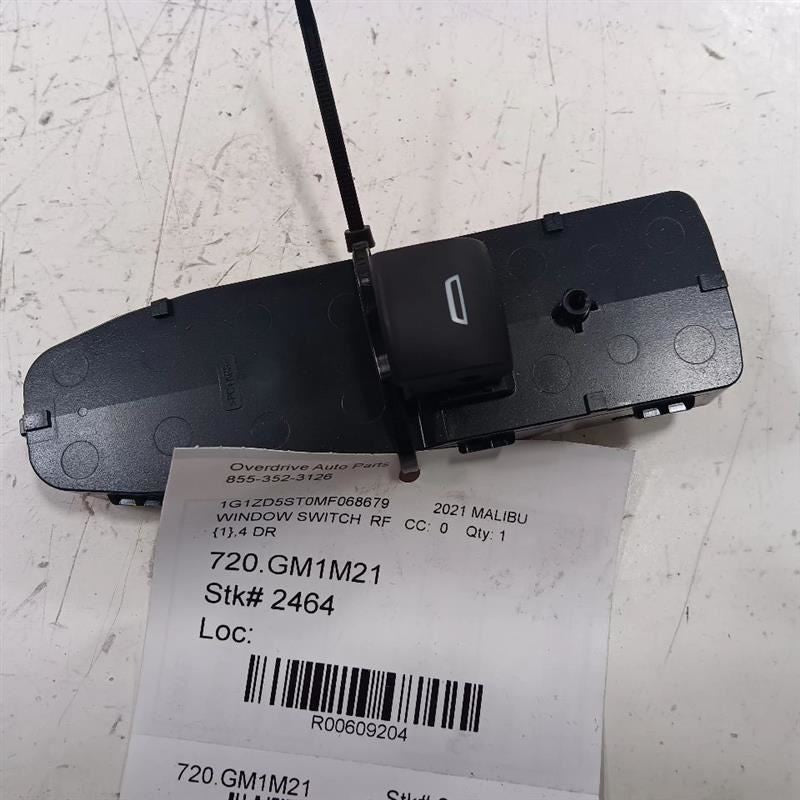 Overdrive Auto Parts
855-352-3126
1G1ZD5ST0MF068679 2021 MALIBU
WINDOW SWITCH RF CC: 0 Qty: 1
{1},4 DR
720.GM1M21
Stk# 2464
Loc:
R00609204
720.GM1M21